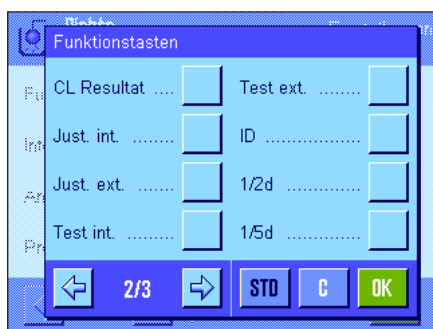 Funktionstasten
CL Resultat .... 
Just. int. ........
Just. ext. .......
Test int. .........
Test ext. ........
ID ..................
1/2d ..............
1/5d ..............
2/3
STD
C
OK